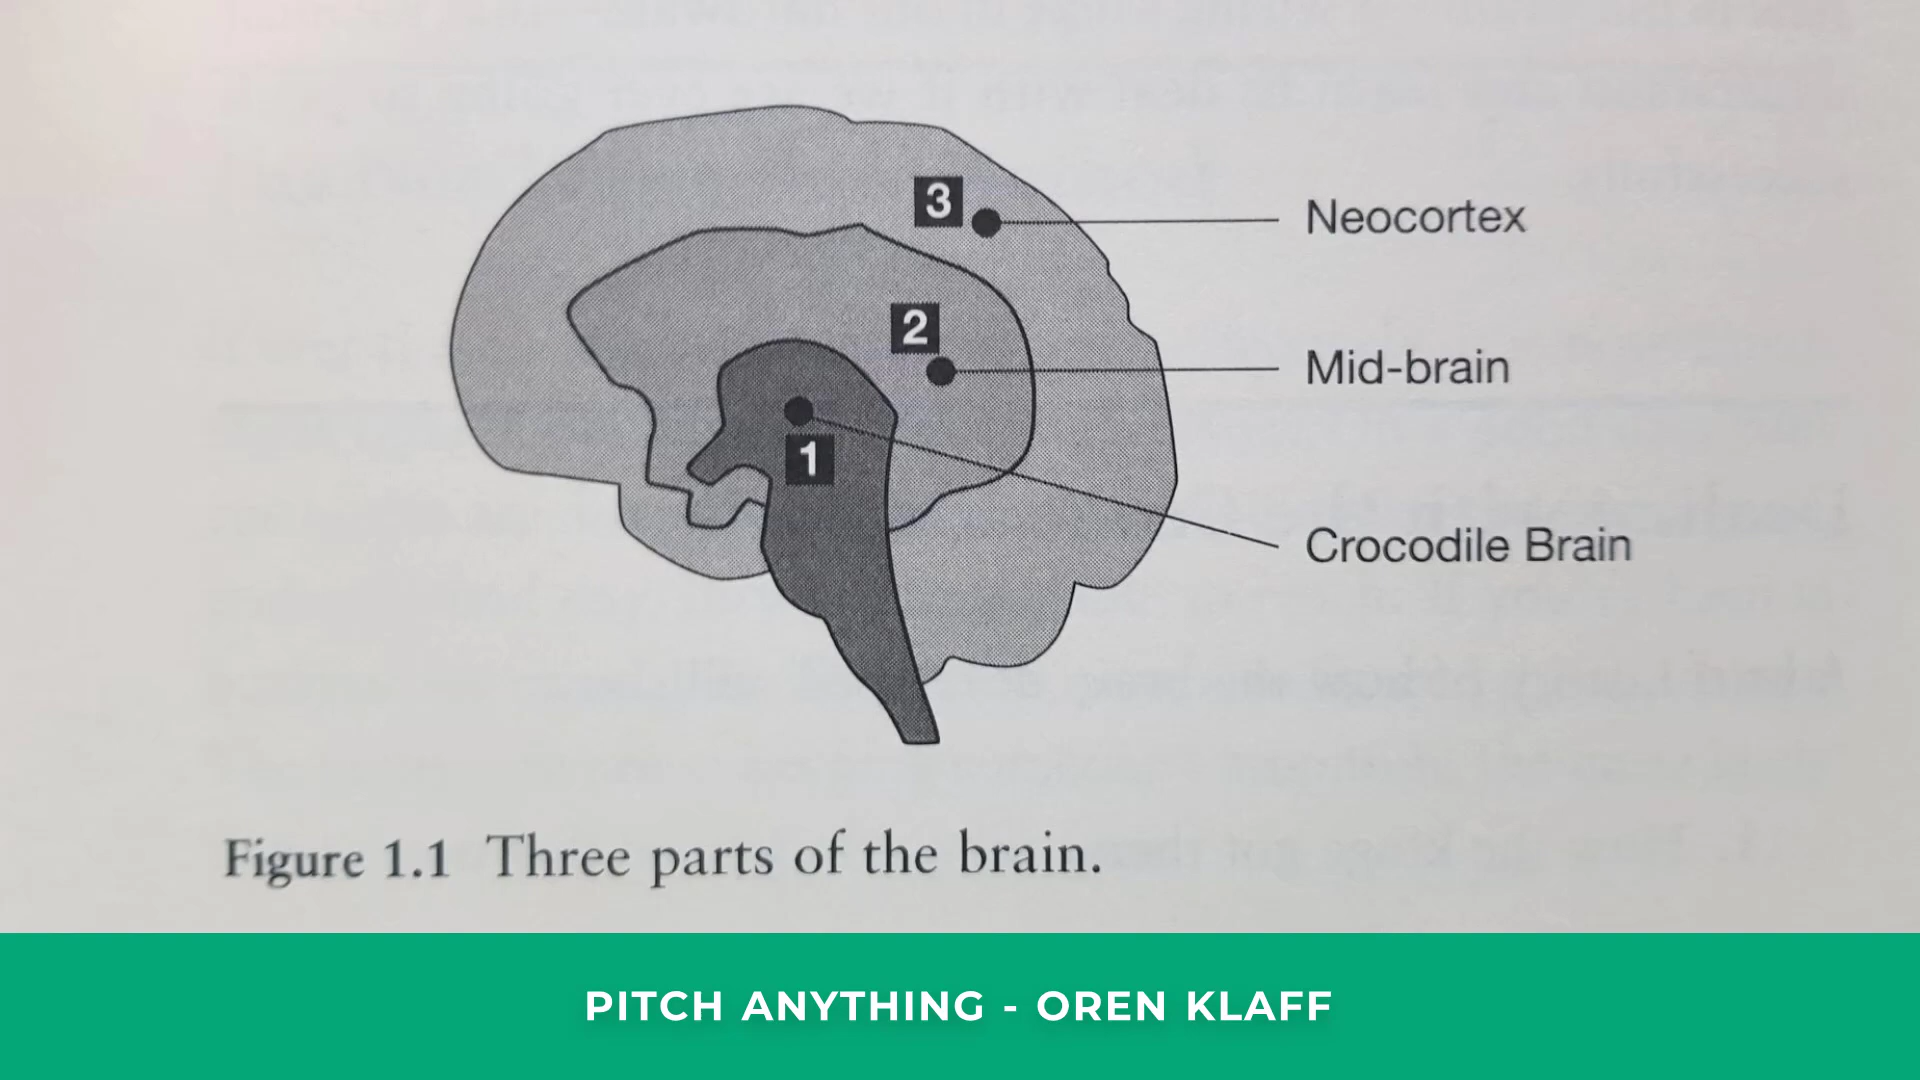 3
Neocortex
2
Mid-brain
1
Crocodile Brain
Figure 1.1 Three parts of the brain.
PITCH ANYTHING - OREN KLAFF